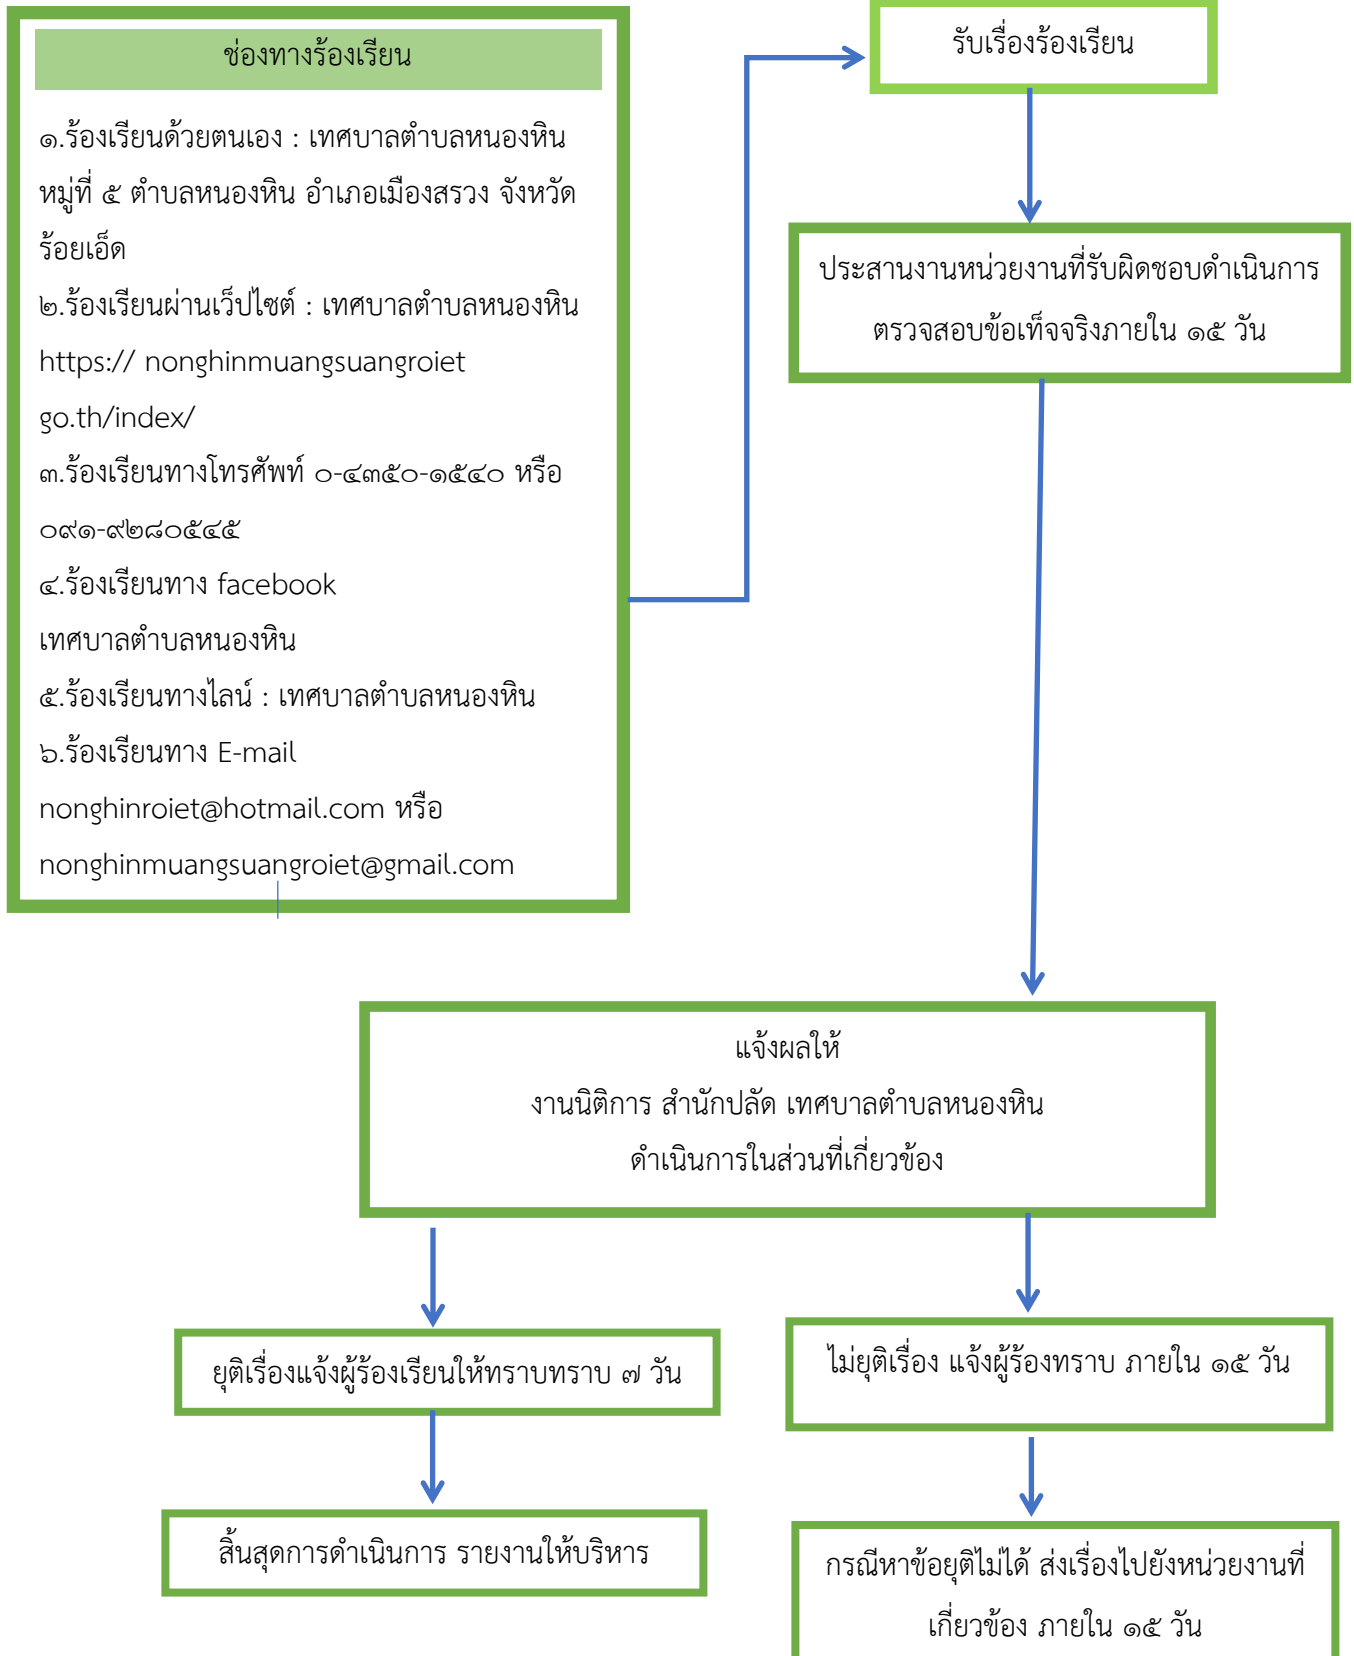 ช่องทางร้องเรียน
๑.ร้องเรียนด้วยตนเอง : เทศบาลตำบลหนองหิน
หมู่ที่ ๕ ตำบลหนองหิน อำเภอเมืองสรวง จังหวัด
ร้อยเอ็ด
๒.ร้องเรียนผ่านเว็ปไซต์ : เทศบาลตำบลหนองหิน
https:// nonghinmuangsuangroiet
go.th/index/
๓.ร้องเรียนทางโทรศัพท์ ๐-๔๓๕๐-๑๕๔๐ หรือ
๐๙๑-๙๒๘๐๕๔๕
๔.ร้องเรียนทาง facebook
เทศบาลตำบลหนองหิน
๕.ร้องเรียนทางไลน์ : เทศบาลตำบลหนองหิน
๖.ร้องเรียนทาง E-mail
nonghinroiet@hotmail.com หรือ
nonghinmuangsuangroiet@gmail.com
รับเรื่องร้องเรียน
ประสานงานหน่วยงานที่รับผิดชอบดำเนินการ
ตรวจสอบข้อเท็จจริงภายใน ๑๕ วัน
แจ้งผลให้
งานนิติการ สำนักปลัด เทศบาลตำบลหนองหิน
ดำเนินการในส่วนที่เกี่ยวข้อง
ยุติเรื่องแจ้งผู้ร้องเรียนให้ทราบทราบ ๗ วัน
ไม่ยุติเรื่อง แจ้งผู้ร้องทราบ ภายใน ๑๕ วัน
สิ้นสุดการดำเนินการ รายงานให้บริหาร
กรณีหาข้อยุติไม่ได้ ส่งเรื่องไปยังหน่วยงานที่
เกี่ยวข้อง ภายใน ๑๕ วัน